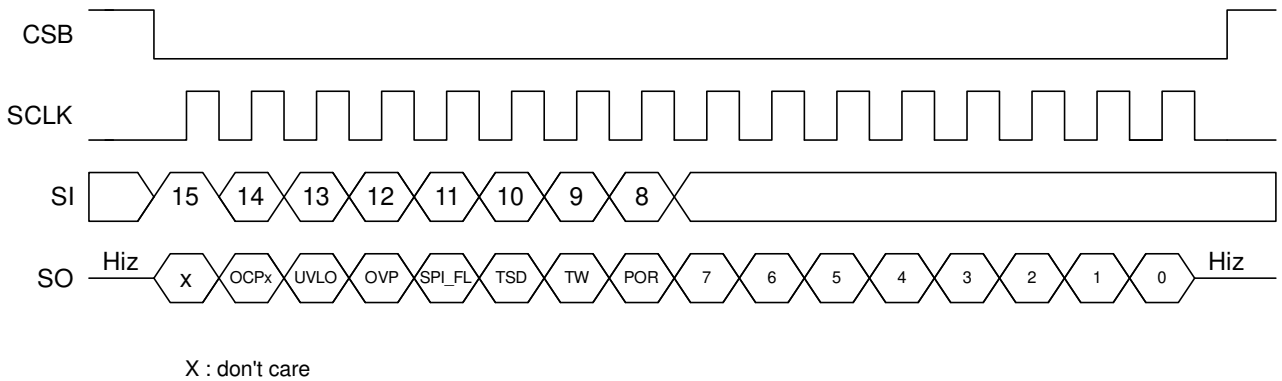 CSB
SCLK
SI 15 14 13 12 11 10 9 8
SO Hiz x OCPx UVLO OVP SPI_FL TSD TW POR 7 6 5 4 3 2 1 0 Hiz
X : don't care